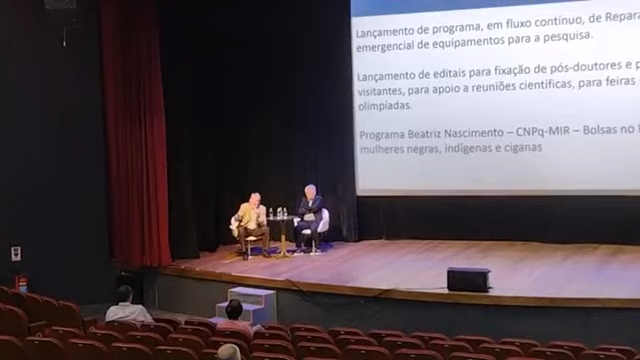 Lançamento de programa, em fluxo contínuo, de Repara
emergencial de equipamentos para a pesquisa.
Lançamento de editais para fixação de pós-doutores e p
visitantes, para apoio a reuniões científicas, para feiras
olimpíadas.
Programa Beatriz Nascimento – CNPq-MIR – Bolsas no
mulheres negras, indígenas e ciganas